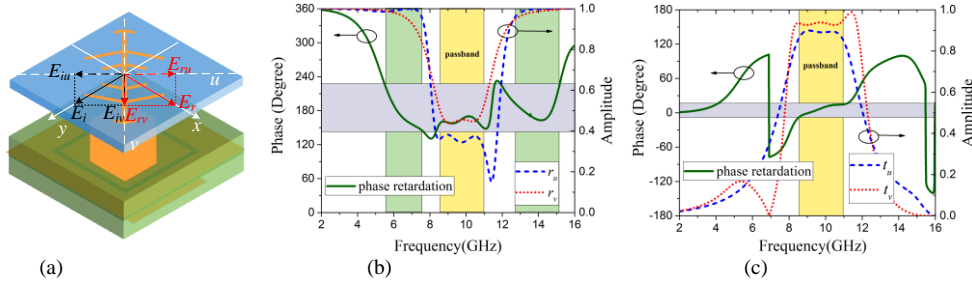 E_iu
E_ru
u
E_i
E_iv
E_rv
E_r
y
x
v
(a)
360
300
240
180
120
60
0
Phase (Degree)
1.0
0.8
0.6
0.4
0.2
0.0
Amplitude
passband
phase retardation
r_u
r_v
2 4 6 8 10 12 14 16
Frequency(GHz)
(b)
180
150
120
60
0
-60
-120
-180
Phase (Degree)
1.0
0.8
0.6
0.4
0.2
0.0
Amplitude
passband
phase retardation
t_u
t_v
2 4 6 8 10 12 14 16
Frequency(GHz)
(c)